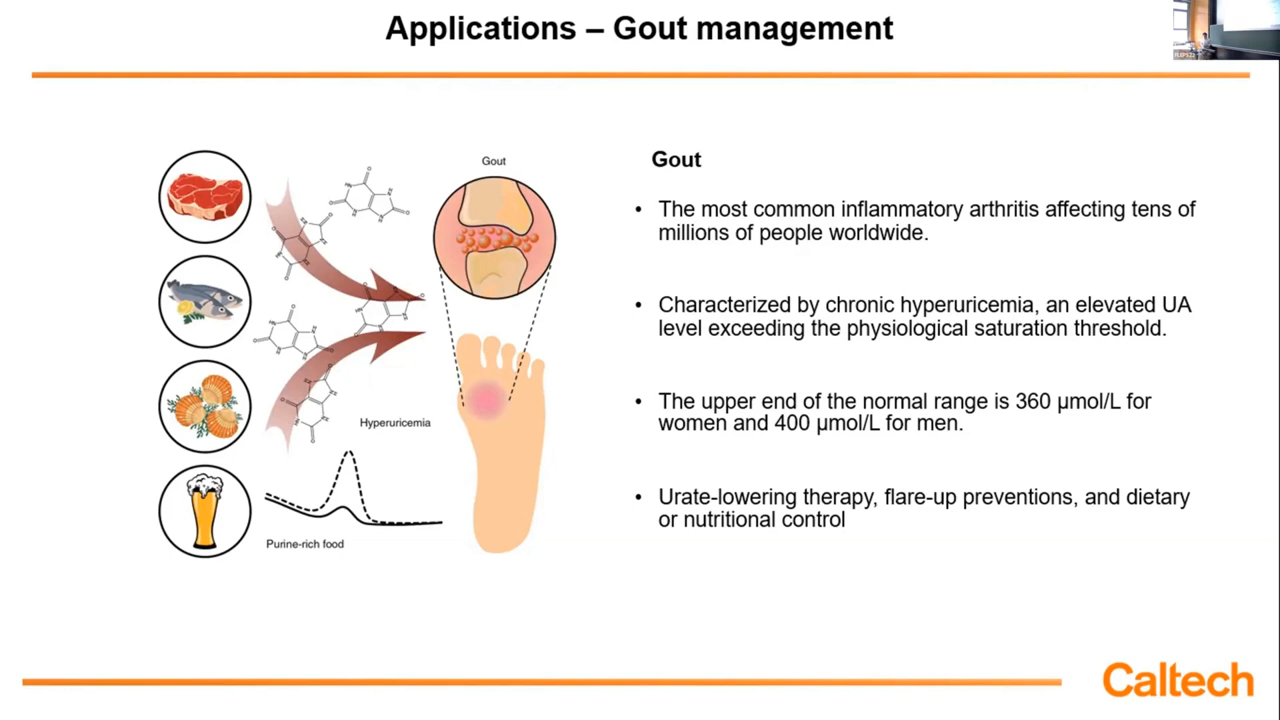 Applications – Gout management
Gout
Hyperuricemia
Purine-rich food
Gout
• The most common inflammatory arthritis affecting tens of
millions of people worldwide.
• Characterized by chronic hyperuricemia, an elevated UA
level exceeding the physiological saturation threshold.
• The upper end of the normal range is 360 µmol/L for
women and 400 µmol/L for men.
• Urate-lowering therapy, flare-up preventions, and dietary
or nutritional control
Caltech